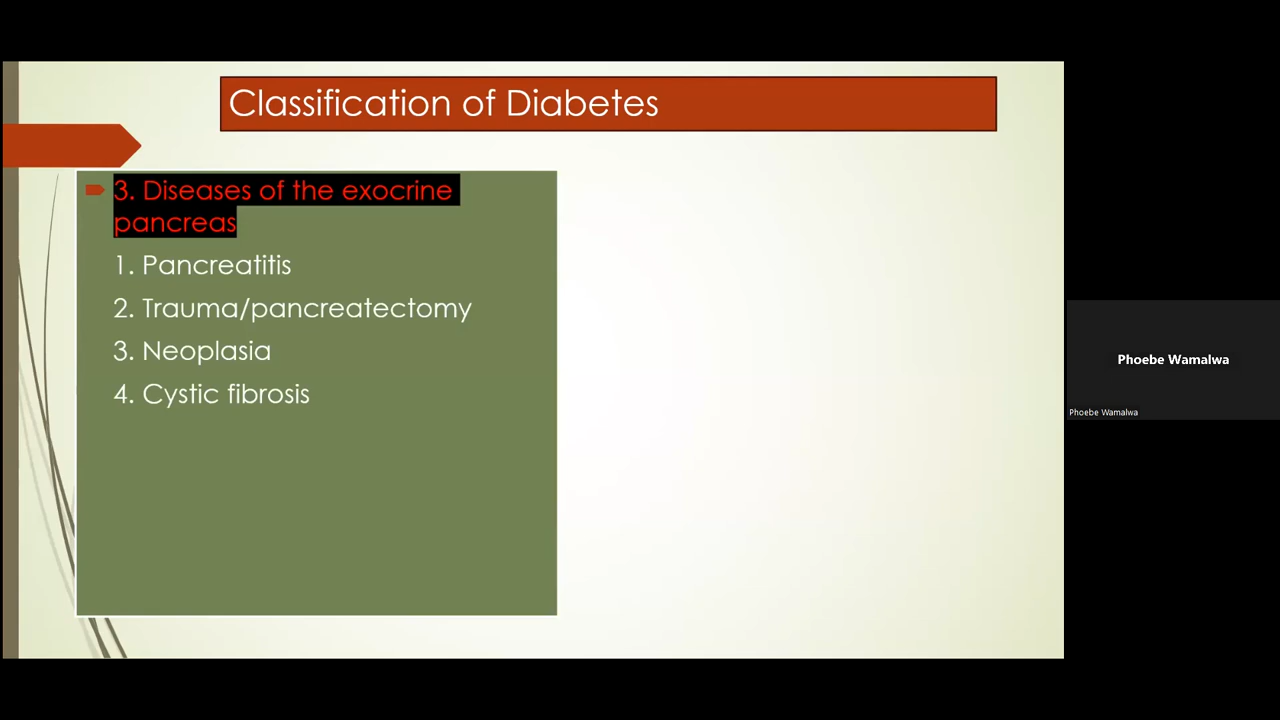 Classification of Diabetes
3. Diseases of the exocrine
pancreas
1. Pancreatitis
2. Trauma/pancreatectomy
3. Neoplasia
4. Cystic fibrosis
Phoebe Wamalwa
Phoebe Wamalwa